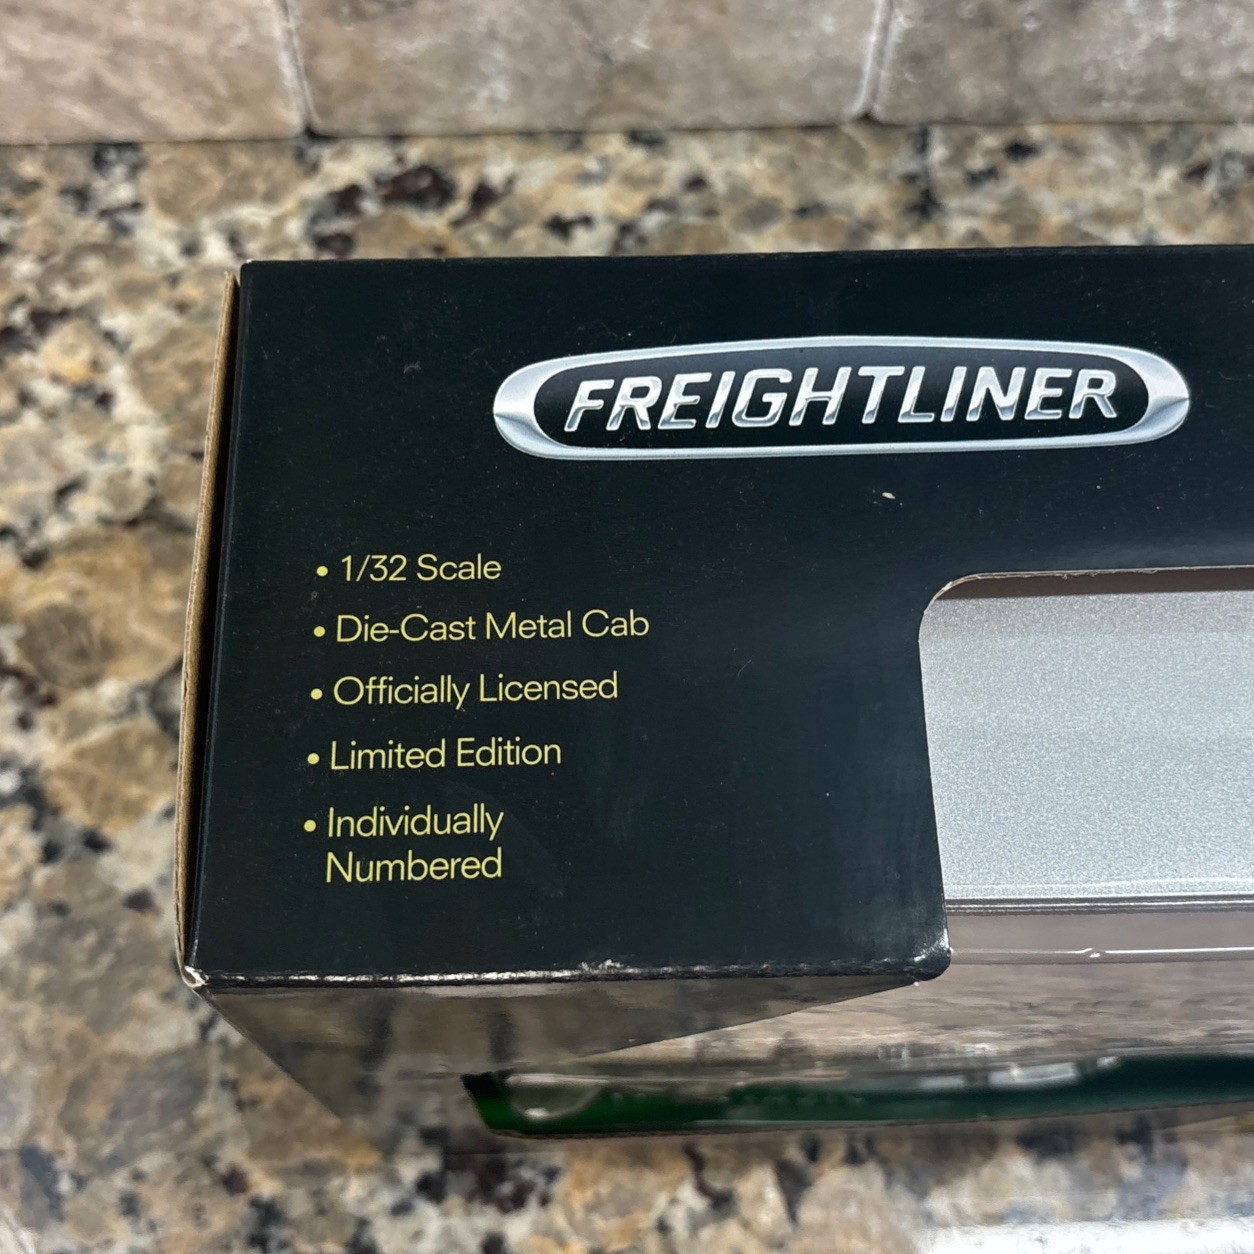 FREIGHTLINER
• 1/32 Scale
• Die-Cast Metal Cab
• Officially Licensed
• Limited Edition
• Individually
Numbered